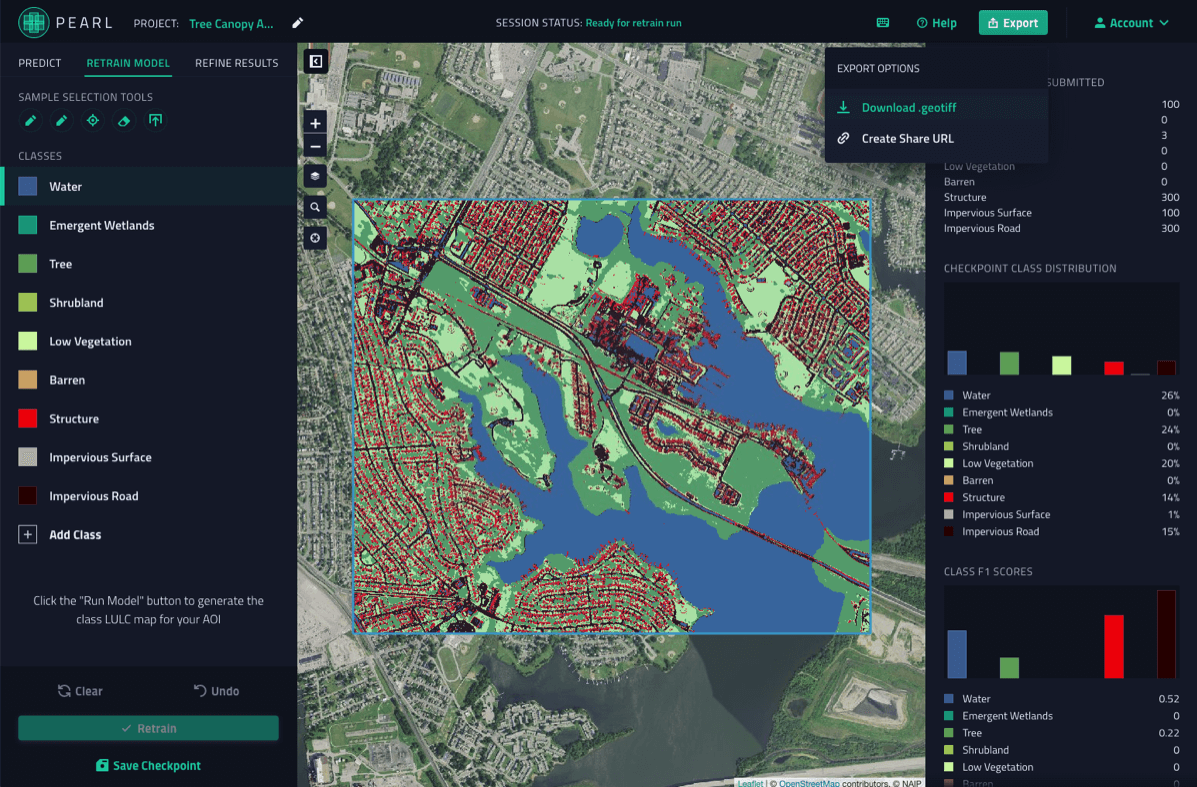 PEARL
PROJECT: Tree Canopy A...
SESSION STATUS: Ready for retrain run
Help
Export
Account
PREDICT
RETRAIN MODEL
REFINE RESULTS
SAMPLE SELECTION TOOLS
CLASSES
Water
Emergent Wetlands
Tree
Shrubland
Low Vegetation
Barren
Structure
Impervious Surface
Impervious Road
+ Add Class
Click the "Run Model" button to generate the
class LULC map for your AOI
Clear
Undo
Retrain
Save Checkpoint
+
−
EXPORT OPTIONS
Download .geotiff
Create Share URL
Leaflet | © OpenStreetMap contributors, © NAIP
SUBMITTED
100
0
3
0
Low Vegetation 0
Barren 0
Structure 300
Impervious Surface 100
Impervious Road 300
CHECKPOINT CLASS DISTRIBUTION
Water 26%
Emergent Wetlands 0%
Tree 24%
Shrubland 0%
Low Vegetation 20%
Barren 0%
Structure 14%
Impervious Surface 1%
Impervious Road 15%
CLASS F1 SCORES
Water 0.52
Emergent Wetlands 0
Tree 0.22
Shrubland 0
Low Vegetation 0
Barren 0